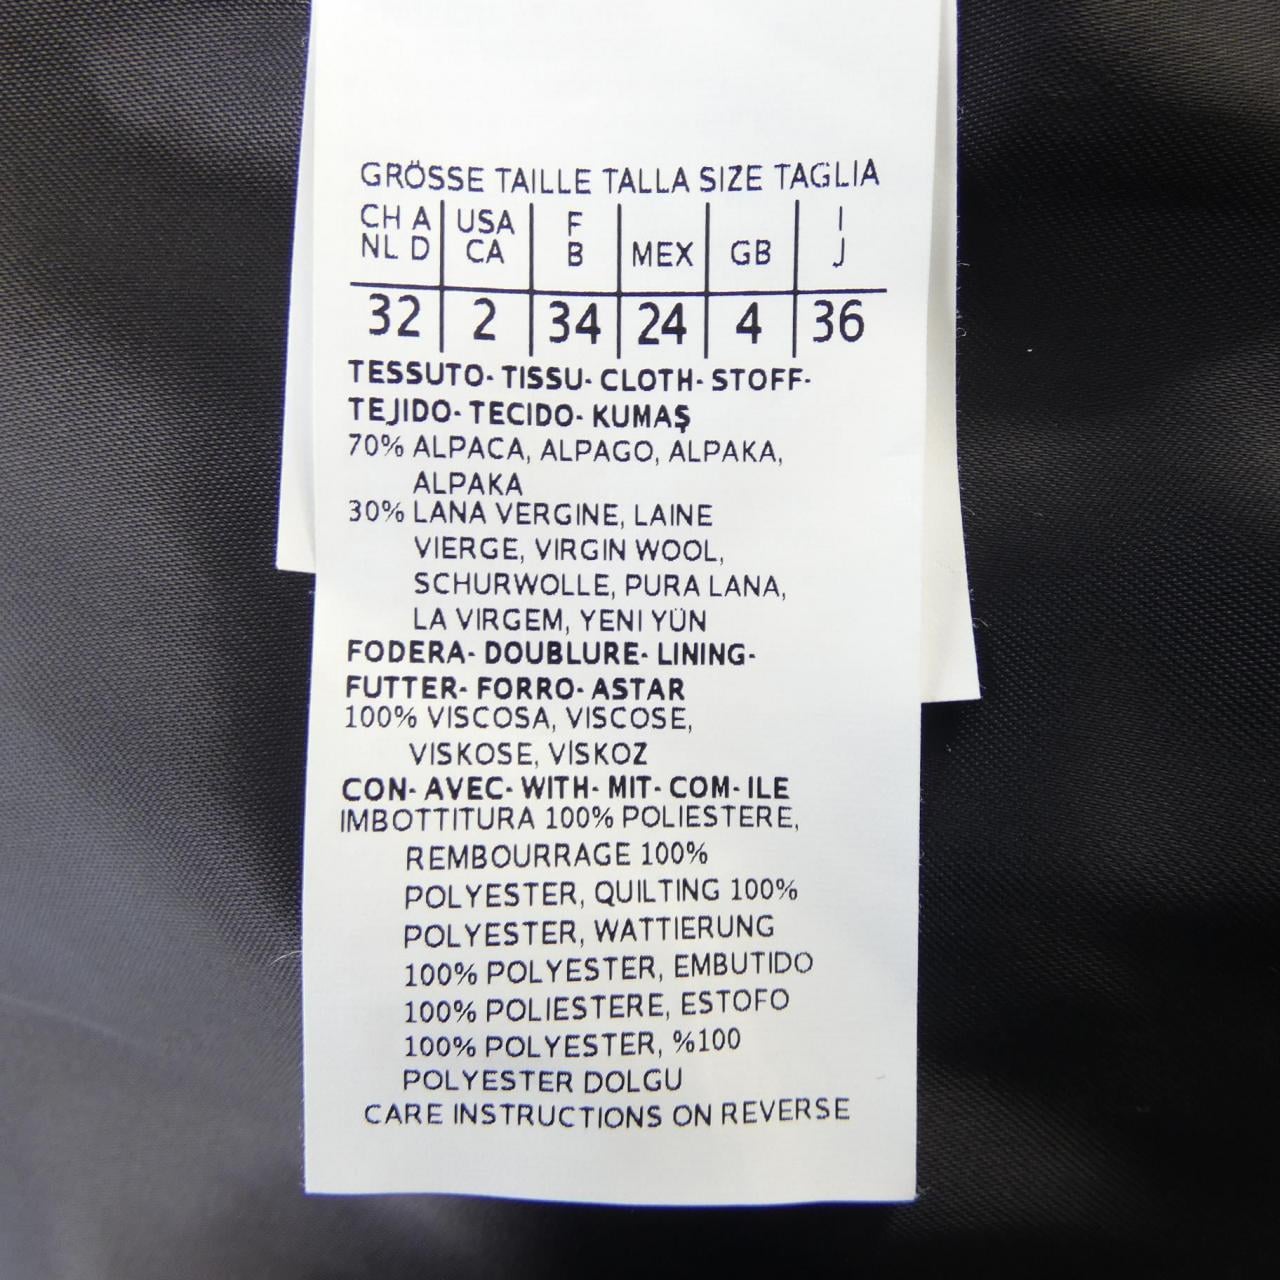 GRÖSSE TAILLE TALLA SIZE TAGLIA
CH A USA F I
NL D CA B MEX GB J
32 2 34 24 4 36
TESSUTO- TISSU- CLOTH- STOFF-
TEJIDO- TECIDO- KUMAŞ
70% ALPACA, ALPAGO, ALPAKA,
ALPAKA
30% LANA VERGINE, LAINE
VIERGE, VIRGIN WOOL,
SCHURWOLLE, PURA LANA,
LA VIRGEM, YENI YÜN
FODERA- DOUBLURE- LINING-
FUTTER- FORRO- ASTAR
100% VISCOSA, VISCOSE,
VISKOSE, VİSKOZ
CON- AVEC- WITH- MIT- COM- ILE
IMBOTTITURA 100% POLIESTERE,
REMBOURRAGE 100%
POLYESTER, QUILTING 100%
POLYESTER, WATTIERUNG
100% POLYESTER, EMBUTIDO
100% POLIESTERE, ESTOFO
100% POLYESTER, %100
POLYESTER DOLGU
CARE INSTRUCTIONS ON REVERSE